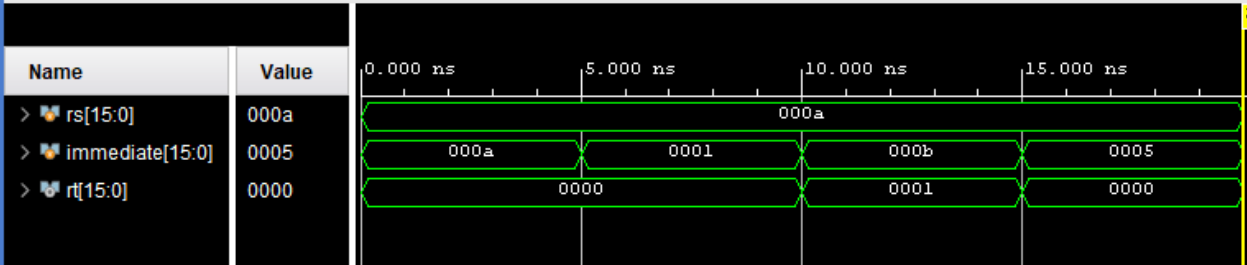 0.000 ns 5.000 ns 10.000 ns 15.000 ns
Name Value
rs[15:0] 000a 000a
immediate[15:0] 0005 000a 0001 000b 0005
rt[15:0] 0000 0000 0001 0000